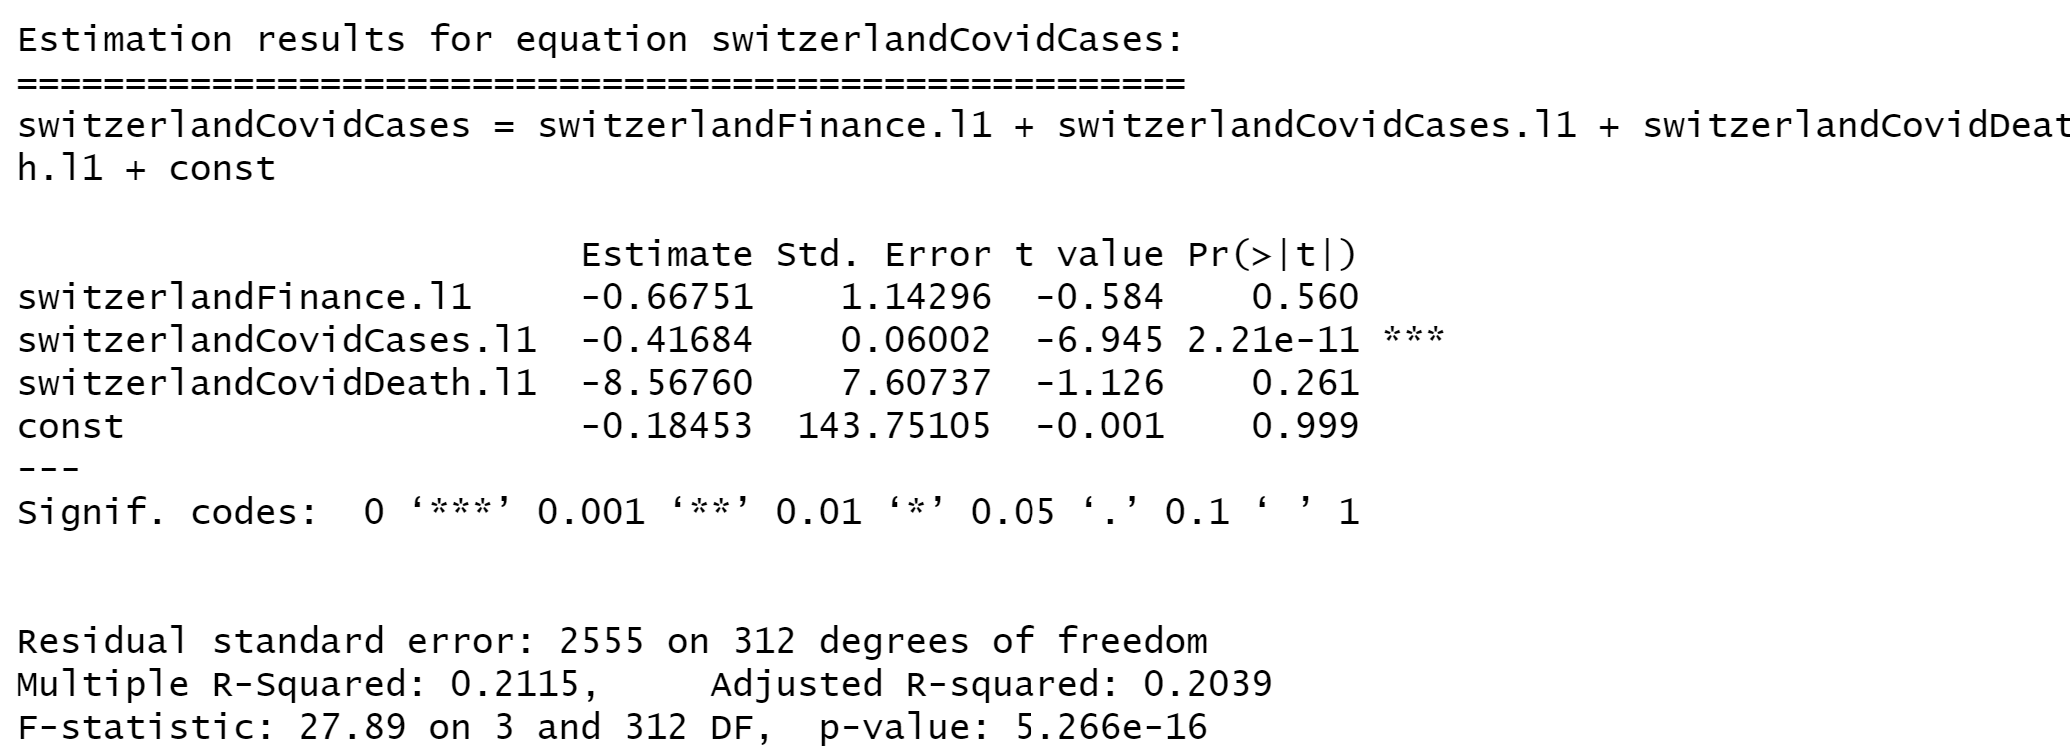 Estimation results for equation switzerlandCovidCases:
======================================================
switzerlandCovidCases = switzerlandFinance.l1 + switzerlandCovidCases.l1 + switzerlandCovidDeat
h.l1 + const
Estimate Std. Error t value Pr(>|t|)
switzerlandFinance.l1 -0.66751 1.14296 -0.584 0.560
switzerlandCovidCases.l1 -0.41684 0.06002 -6.945 2.21e-11 ***
switzerlandCovidDeath.l1 -8.56760 7.60737 -1.126 0.261
const -0.18453 143.75105 -0.001 0.999
---
Signif. codes: 0 ‘***’ 0.001 ‘**’ 0.01 ‘*’ 0.05 ‘.’ 0.1 ‘ ’ 1
Residual standard error: 2555 on 312 degrees of freedom
Multiple R-Squared: 0.2115, Adjusted R-squared: 0.2039
F-statistic: 27.89 on 3 and 312 DF, p-value: 5.266e-16